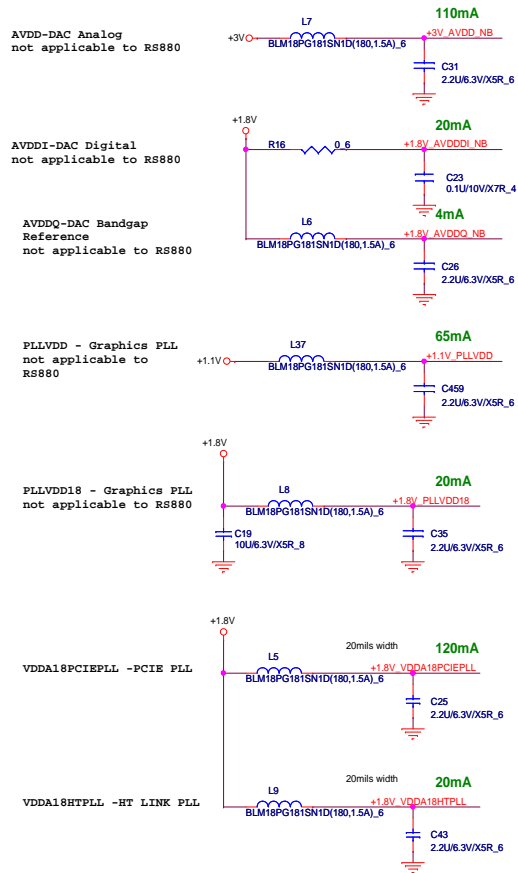 110mA
AVDD-DAC Analog
not applicable to RS880
+3V
L7
BLM18PG181SN1D(180,1.5A)_6
+3V_AVDD_NB
C31
2.2U/6.3V/X5R_6
+1.8V
20mA
AVDDI-DAC Digital
not applicable to RS880
R16
0_6
+1.8V_AVDDDI_NB
C23
0.1U/10V/X7R_4
4mA
AVDDQ-DAC Bandgap
Reference
not applicable to RS880
L6
BLM18PG181SN1D(180,1.5A)_6
+1.8V_AVDDQ_NB
C26
2.2U/6.3V/X5R_6
65mA
PLLVDD - Graphics PLL
not applicable to
RS880
+1.1V
L37
BLM18PG181SN1D(180,1.5A)_6
+1.1V_PLLVDD
C459
2.2U/6.3V/X5R_6
+1.8V
20mA
PLLVDD18 - Graphics PLL
not applicable to RS880
L8
BLM18PG181SN1D(180,1.5A)_6
+1.8V_PLLVDD18
C19
10U/6.3V/X5R_8
C35
2.2U/6.3V/X5R_6
+1.8V
20mils width
120mA
VDDA18PCIEPLL -PCIE PLL
L5
BLM18PG181SN1D(180,1.5A)_6
+1.8V_VDDA18PCIEPLL
C25
2.2U/6.3V/X5R_6
20mils width
20mA
VDDA18HTPLL -HT LINK PLL
L9
BLM18PG181SN1D(180,1.5A)_6
+1.8V_VDDA18HTPLL
C43
2.2U/6.3V/X5R_6